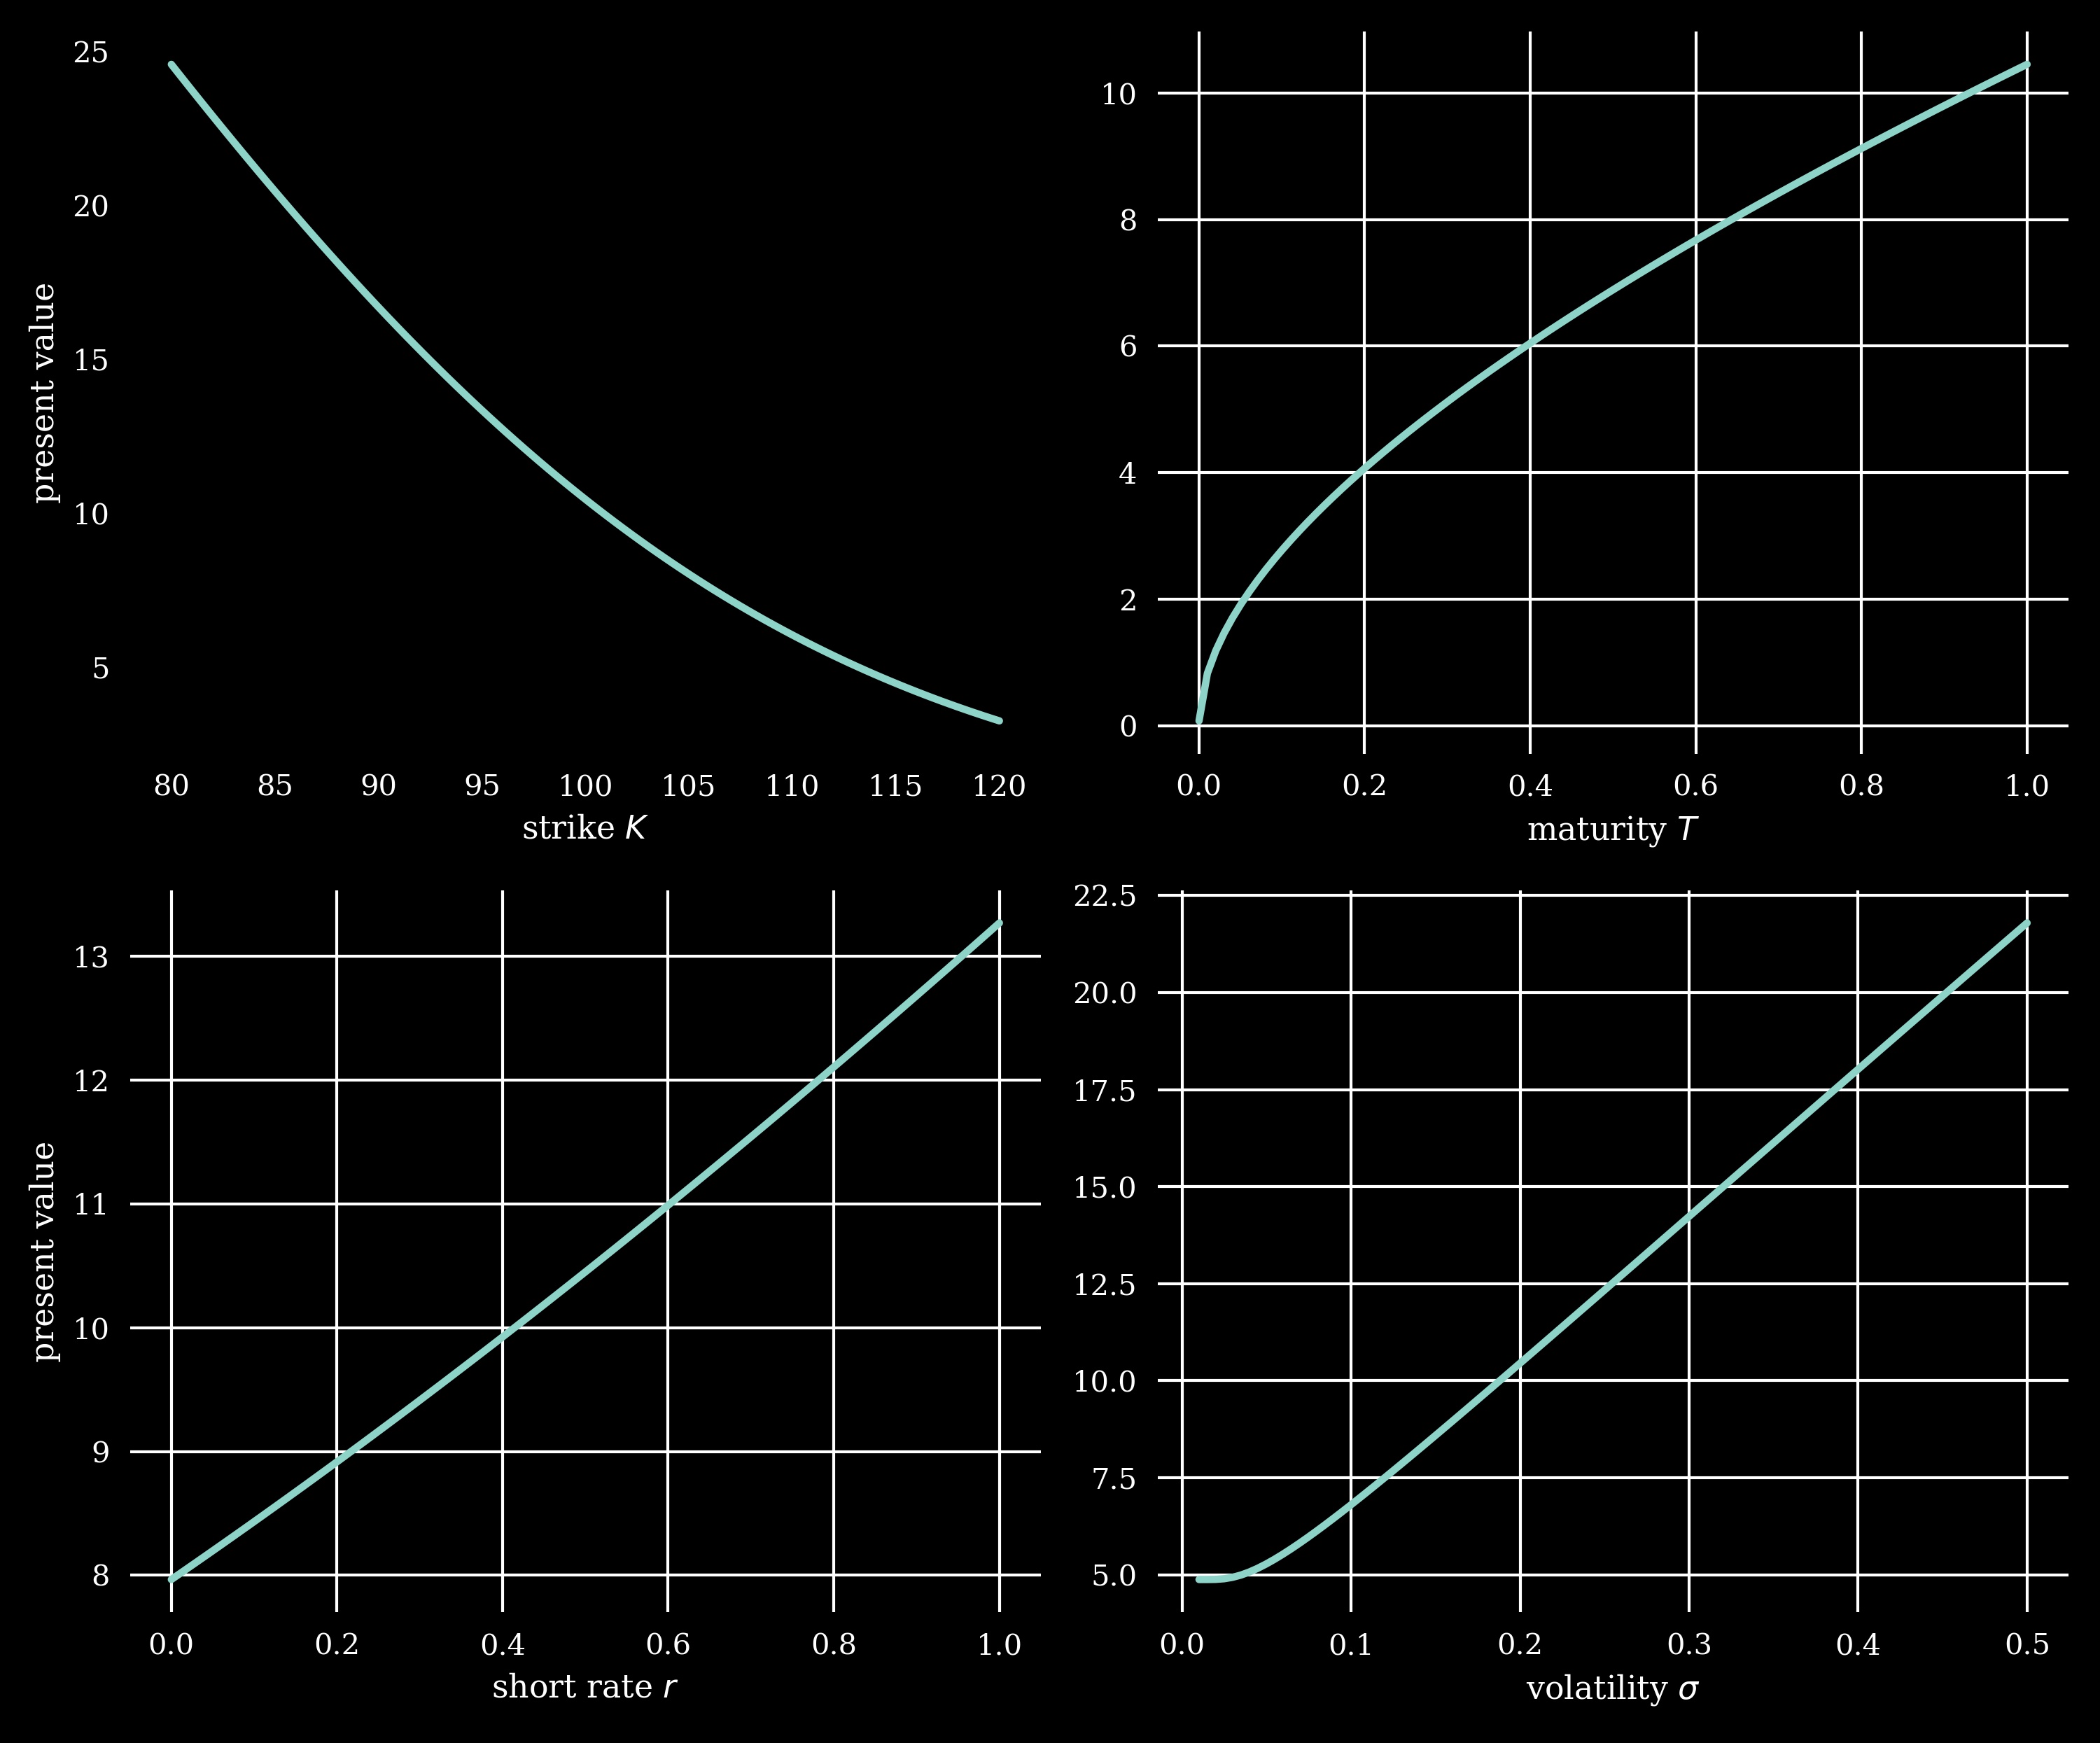 25
20
15
10
5
present value
80 85 90 95 100 105 110 115 120
strike K
10
8
6
4
2
0
0.0 0.2 0.4 0.6 0.8 1.0
maturity T
13
12
11
10
9
8
present value
0.0 0.2 0.4 0.6 0.8 1.0
short rate r
22.5
20.0
17.5
15.0
12.5
10.0
7.5
5.0
0.0 0.1 0.2 0.3 0.4 0.5
volatility σ